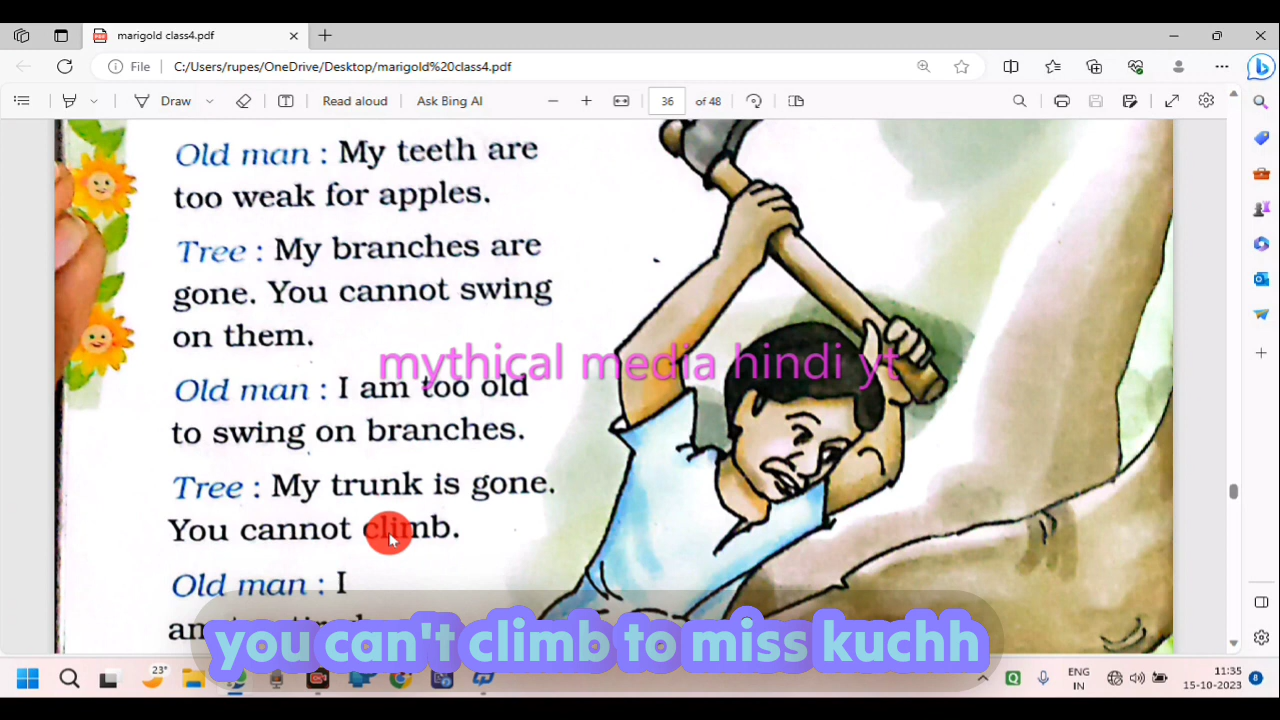 marigold class4.pdf
File
C:/Users/rupes/OneDrive/Desktop/marigold%20class4.pdf
Draw
Read aloud
Ask Bing AI
36
of 48
Old man : My teeth are
too weak for apples.
Tree : My branches are
gone. You cannot swing
on them.
mythical media hindi yt
Old man : I am too old
to swing on branches.
Tree : My trunk is gone.
You cannot climb.
Old man : I
you can't climb to miss kuchh
23°
ENG
IN
11:35
15-10-2023
8